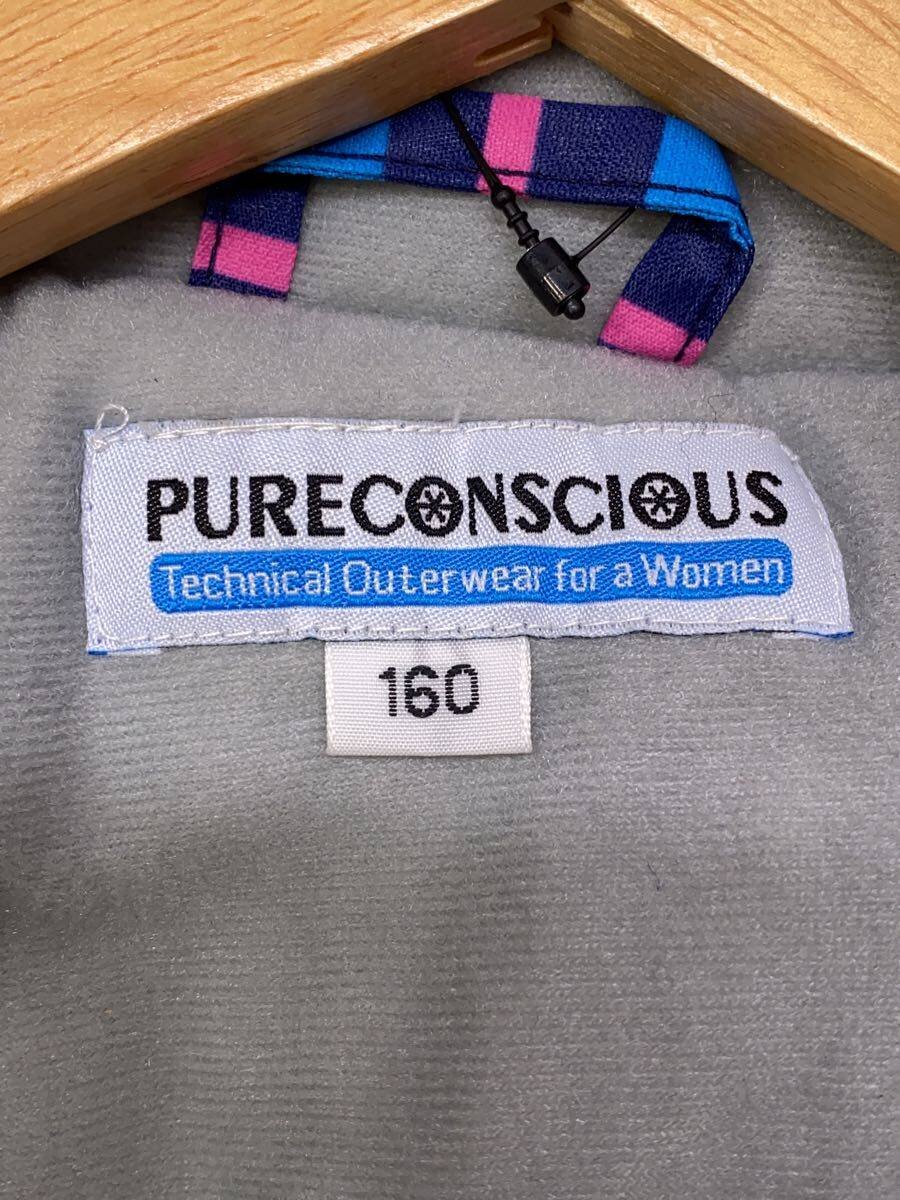 PURECONSCIOUS
Technical Outerwear for a Women
160